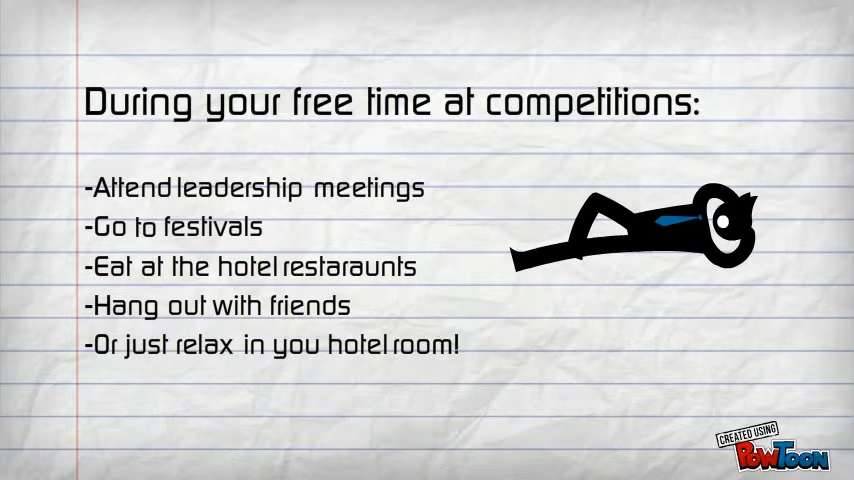 During your free time at competitions:
-Attend leadership meetings
-Go to festivals
-Eat at the hotel restaraunts
-Hang out with friends
-Or just relax in you hotel room!
CREATED USING
POWTOON